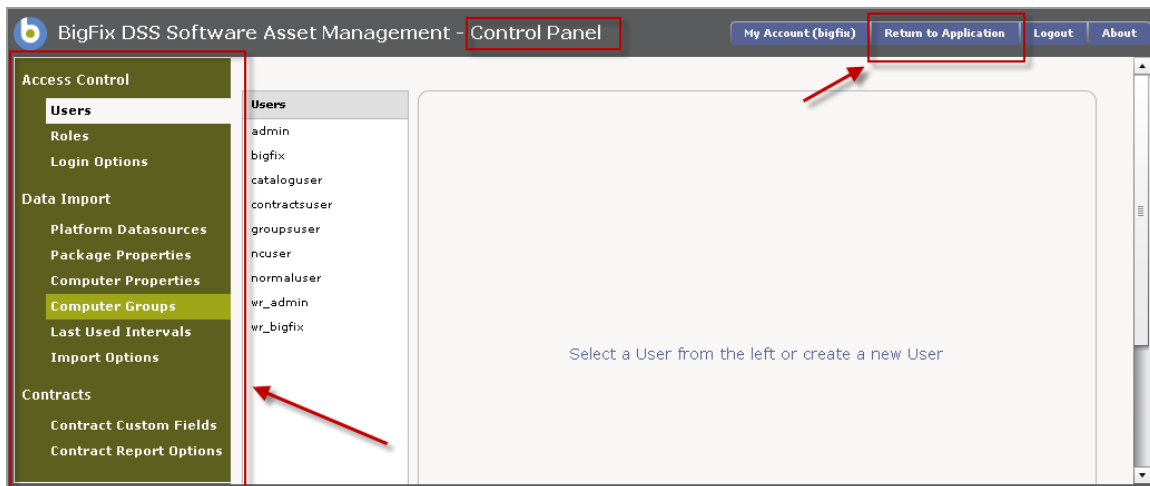 BigFix DSS Software Asset Management - Control Panel
My Account (bigfix)
Return to Application
Logout
About
Access Control
Users
Roles
Login Options
Data Import
Platform Datasources
Package Properties
Computer Properties
Computer Groups
Last Used Intervals
Import Options
Contracts
Contract Custom Fields
Contract Report Options
Users
admin
bigfix
cataloguser
contractsuser
groupsuser
ncuser
normaluser
wr_admin
wr_bigfix
Select a User from the left or create a new User